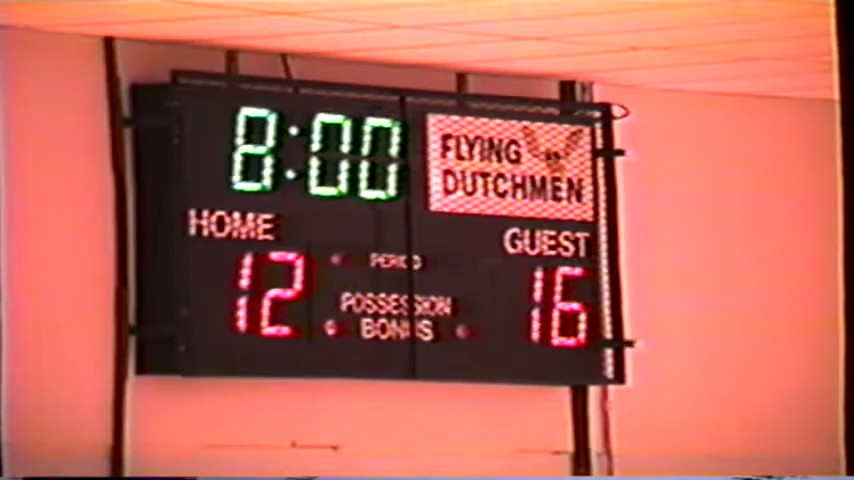 8:00
FLYING
DUTCHMEN
HOME
GUEST
PERIOD
12
16
POSSESSION
BONUS